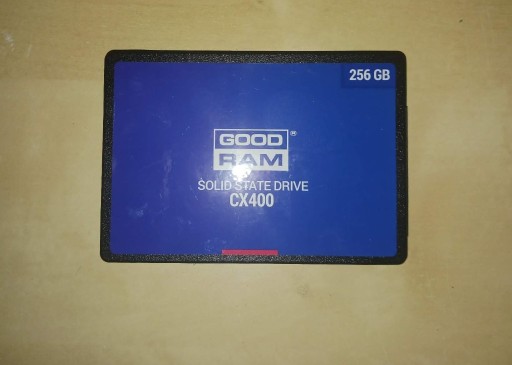 256 GB
GOOD®
RAM
SOLID STATE DRIVE
CX400